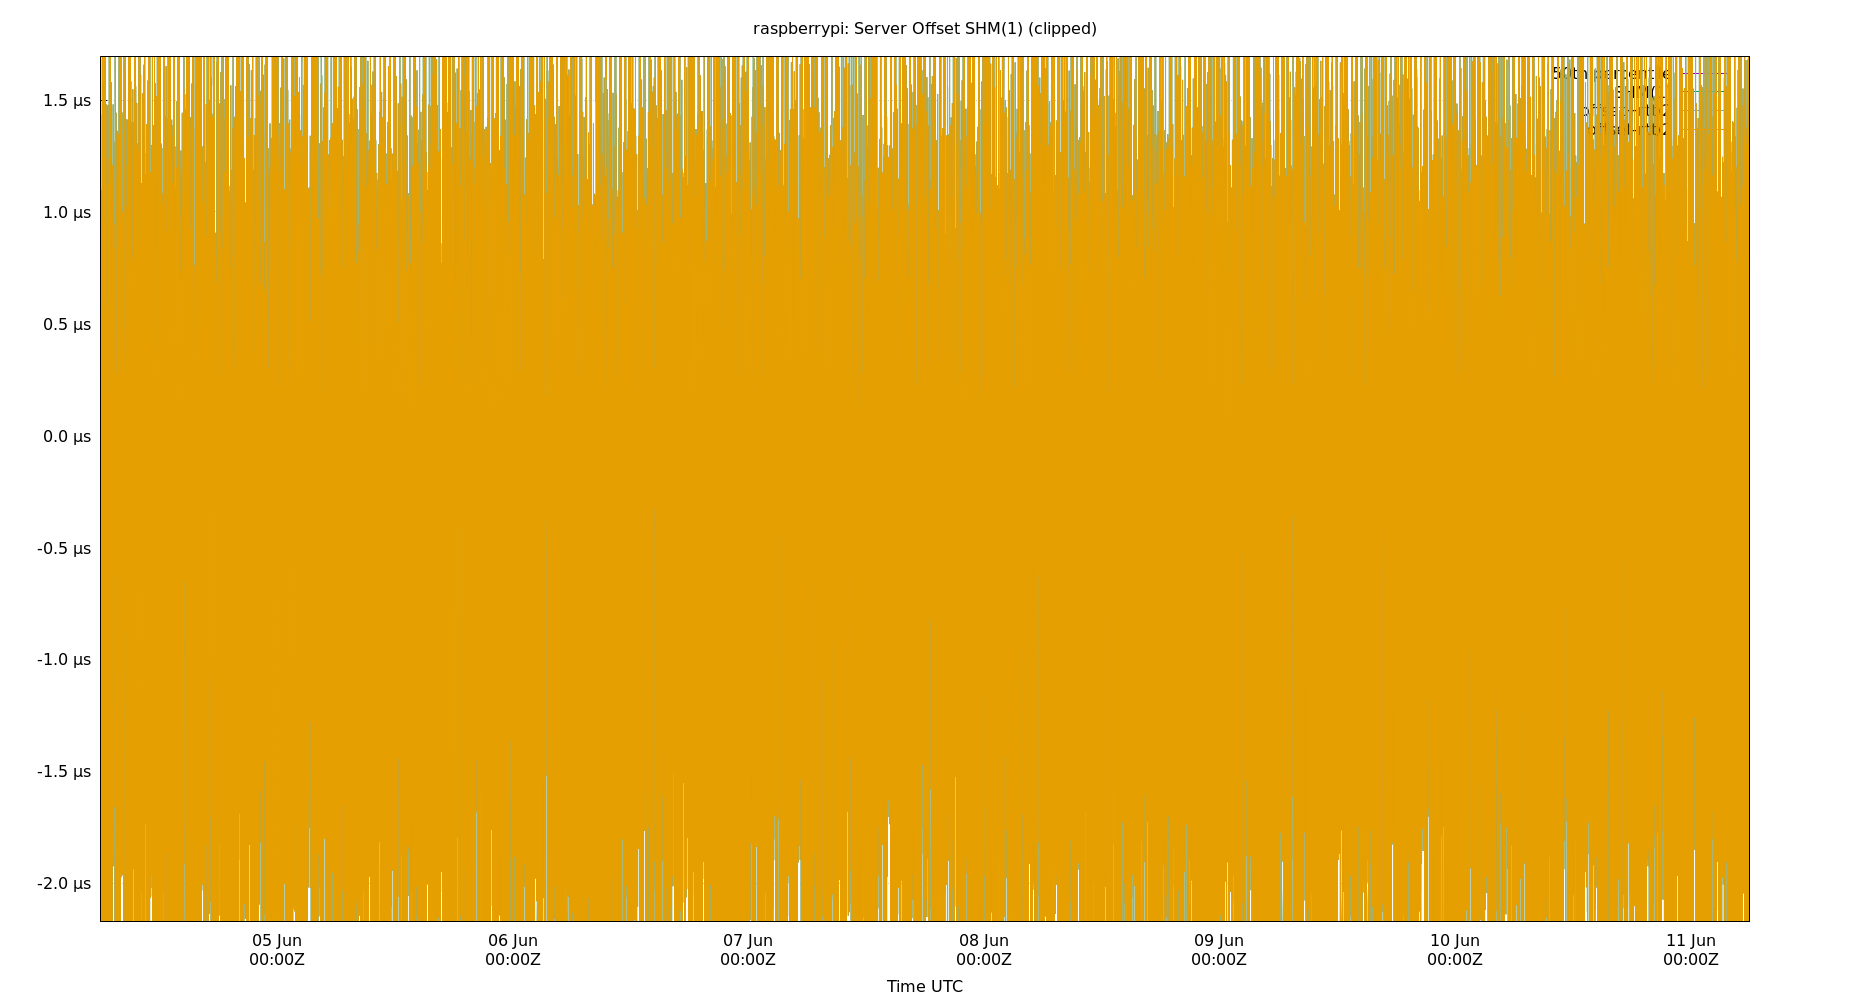 raspberrypi: Server Offset SHM(1) (clipped)
1.5 µs
1.0 µs
0.5 µs
0.0 µs
-0.5 µs
-1.0 µs
-1.5 µs
-2.0 µs
05 Jun
00:00Z
06 Jun
00:00Z
07 Jun
00:00Z
08 Jun
00:00Z
09 Jun
00:00Z
10 Jun
00:00Z
11 Jun
00:00Z
Time UTC